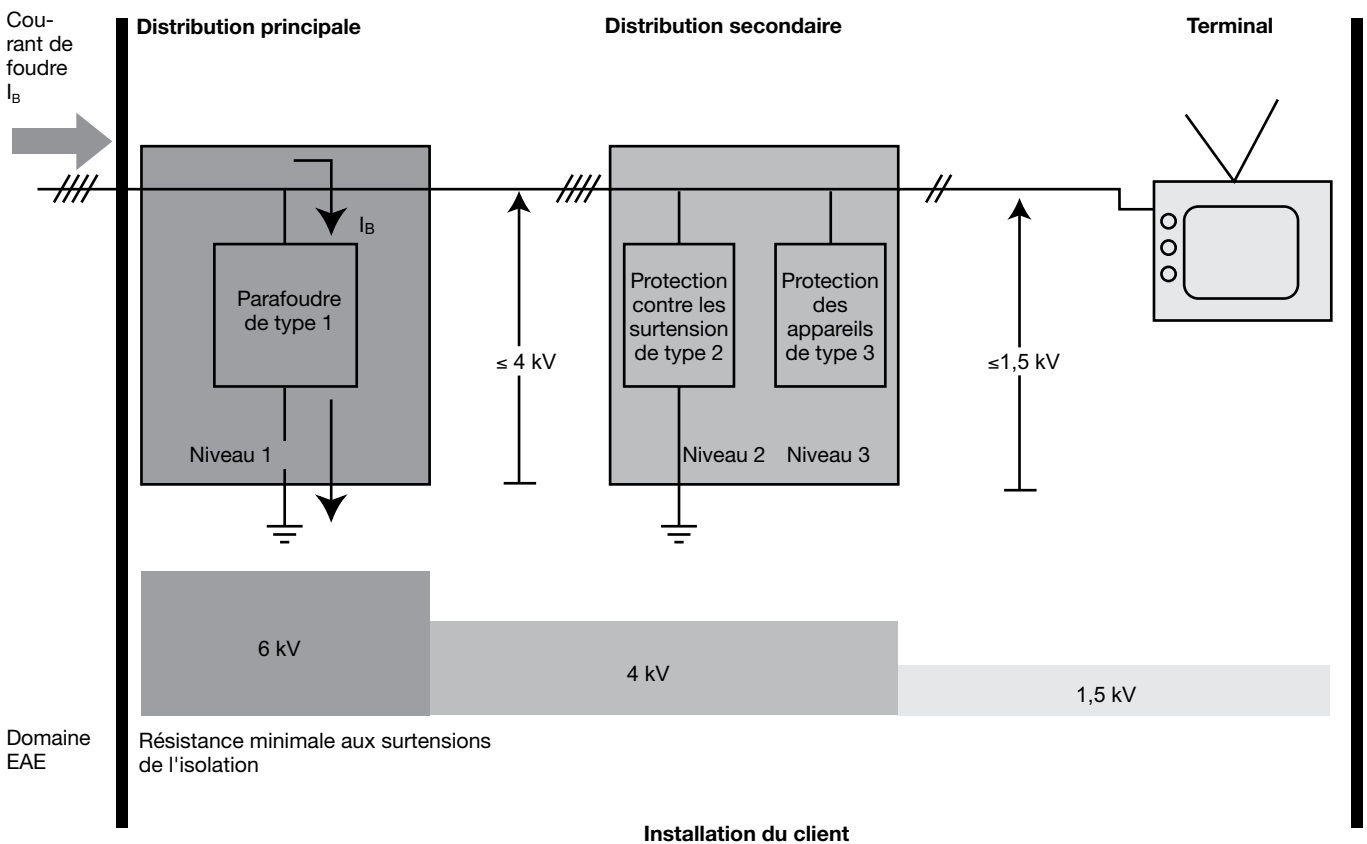 Cou-
rant de
foudre
IB
Distribution principale
Distribution secondaire
Terminal
IB
Parafoudre
de type 1
Niveau 1
≤ 4 kV
Protection
contre les
surtension
de type 2
Protection
des
appareils
de type 3
Niveau 2
Niveau 3
≤1,5 kV
6 kV
4 kV
1,5 kV
Domaine
EAE
Résistance minimale aux surtensions
de l'isolation
Installation du client